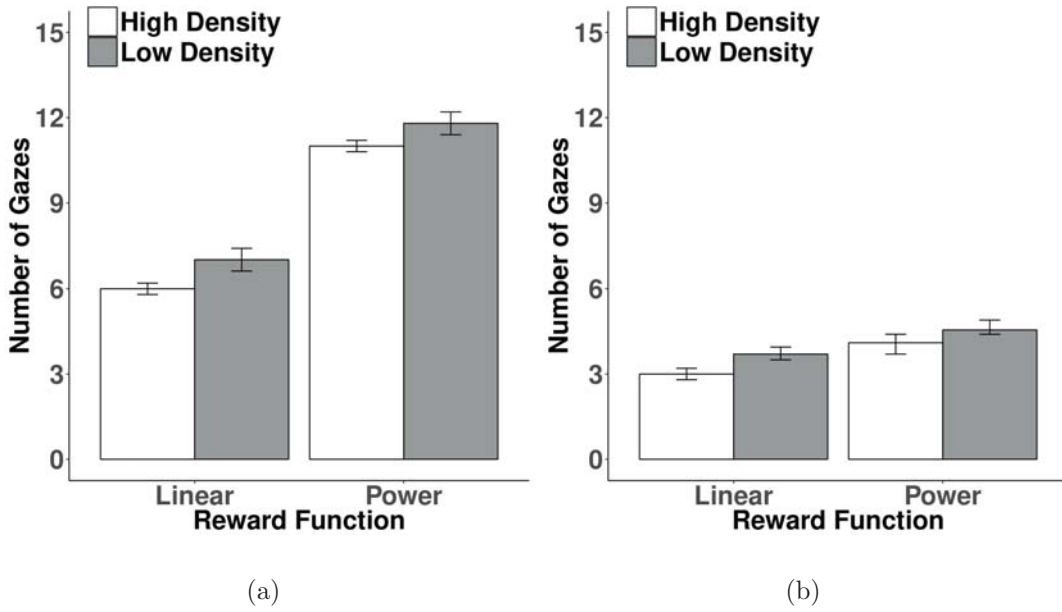 High Density
Low Density
15
12
9
6
3
0
Number of Gazes
Linear Power
Reward Function
(a)
High Density
Low Density
15
12
9
6
3
0
Number of Gazes
Linear Power
Reward Function
(b)